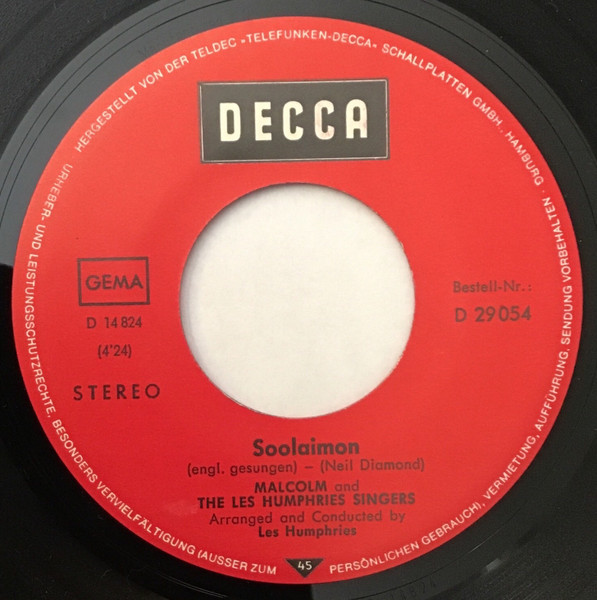 HERGESTELLT VON DER TELDEC »TELEFUNKEN-DECCA« SCHALLPLATTEN GMBH., HAMBURG · URHEBER- UND LEISTUNGSSCHUTZRECHTE, BESONDERS VERVIELFÄLTIGUNG (AUSSER ZUM PERSÖNLICHEN GEBRAUCH), VERMIETUNG, AUFFÜHRUNG, SENDUNG VORBEHALTEN ·
DECCA
GEMA
D 14 824
(4'24)
STEREO
Bestell-Nr.:
D 29 054
Soolaimon
(engl. gesungen) – (Neil Diamond)
MALCOLM and
THE LES HUMPHRIES SINGERS
Arranged and Conducted by
Les Humphries
45